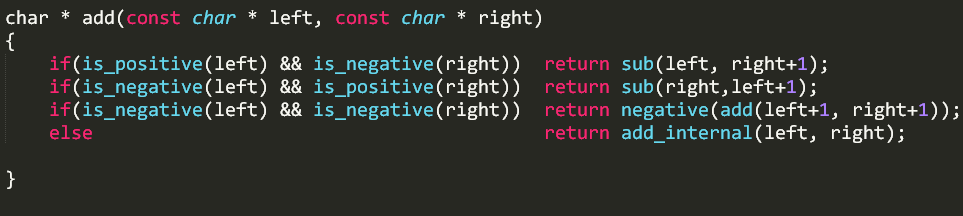 char * add(const char * left, const char * right)
{
    if(is_positive(left) && is_negative(right))  return sub(left, right+1);
    if(is_negative(left) && is_positive(right))  return sub(right,left+1);
    if(is_negative(left) && is_negative(right))  return negative(add(left+1, right+1));
    else                                         return add_internal(left, right);
}